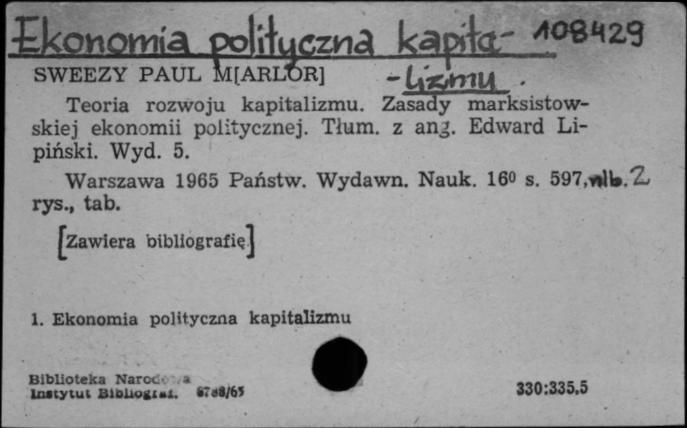 Ekonomia polityczna kapita- 108429
SWEEZY PAUL M[ARLOR] -lizmu.
Teoria rozwoju kapitalizmu. Zasady marksistow-
skiej ekonomii politycznej. Tłum. z ang. Edward Li-
piński. Wyd. 5.
Warszawa 1965 Państw. Wydawn. Nauk. 16⁰ s. 597, nlb. 2
rys., tab.
[Zawiera bibliografię]
1. Ekonomia polityczna kapitalizmu
Biblioteka Narodowa
Instytut Bibliograf. /65 330:335.5